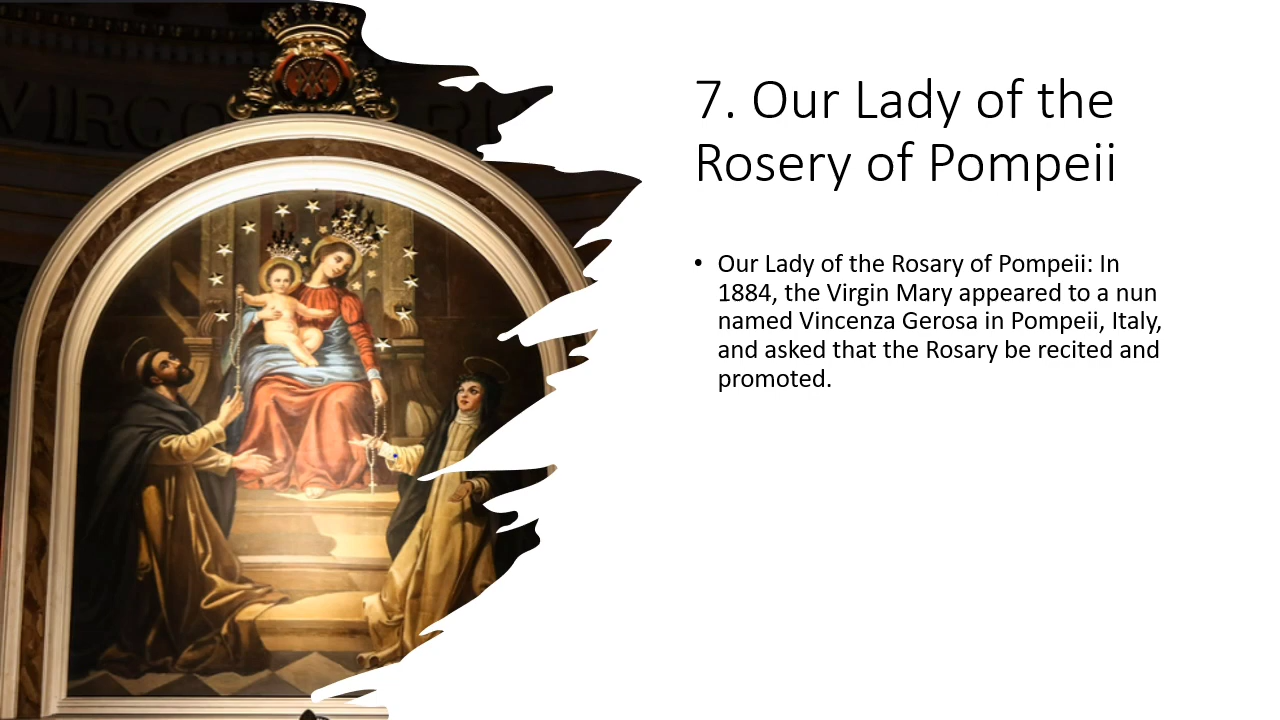 VIRGO
7. Our Lady of the
Rosery of Pompeii
• Our Lady of the Rosary of Pompeii: In
1884, the Virgin Mary appeared to a nun
named Vincenza Gerosa in Pompeii, Italy,
and asked that the Rosary be recited and
promoted.